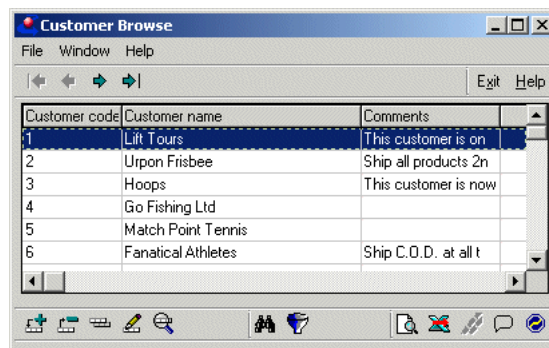 Customer Browse
File Window Help
Exit Help
Customer code Customer name Comments
1 Lift Tours This customer is on
2 Urpon Frisbee Ship all products 2n
3 Hoops This customer is now
4 Go Fishing Ltd
5 Match Point Tennis
6 Fanatical Athletes Ship C.O.D. at all t